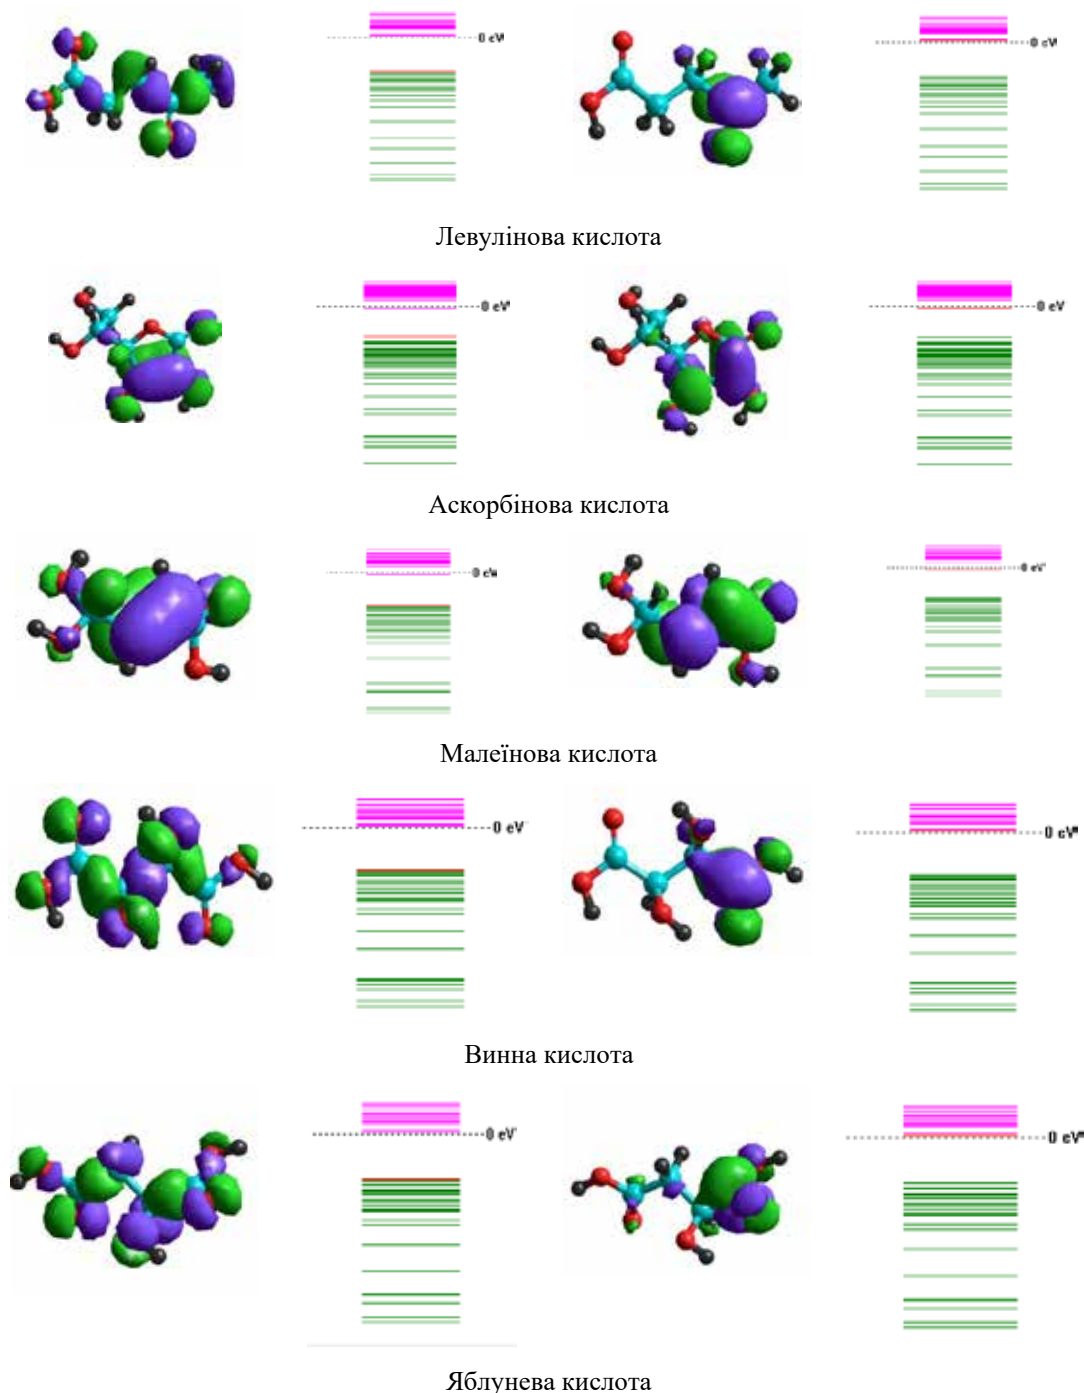 0 eV
0 eV
Левулінова кислота
0 eV
0 eV
Аскорбінова кислота
0 eV
0 eV
Малеїнова кислота
0 eV
0 eV
Винна кислота
0 eV
0 eV
Яблунева кислота